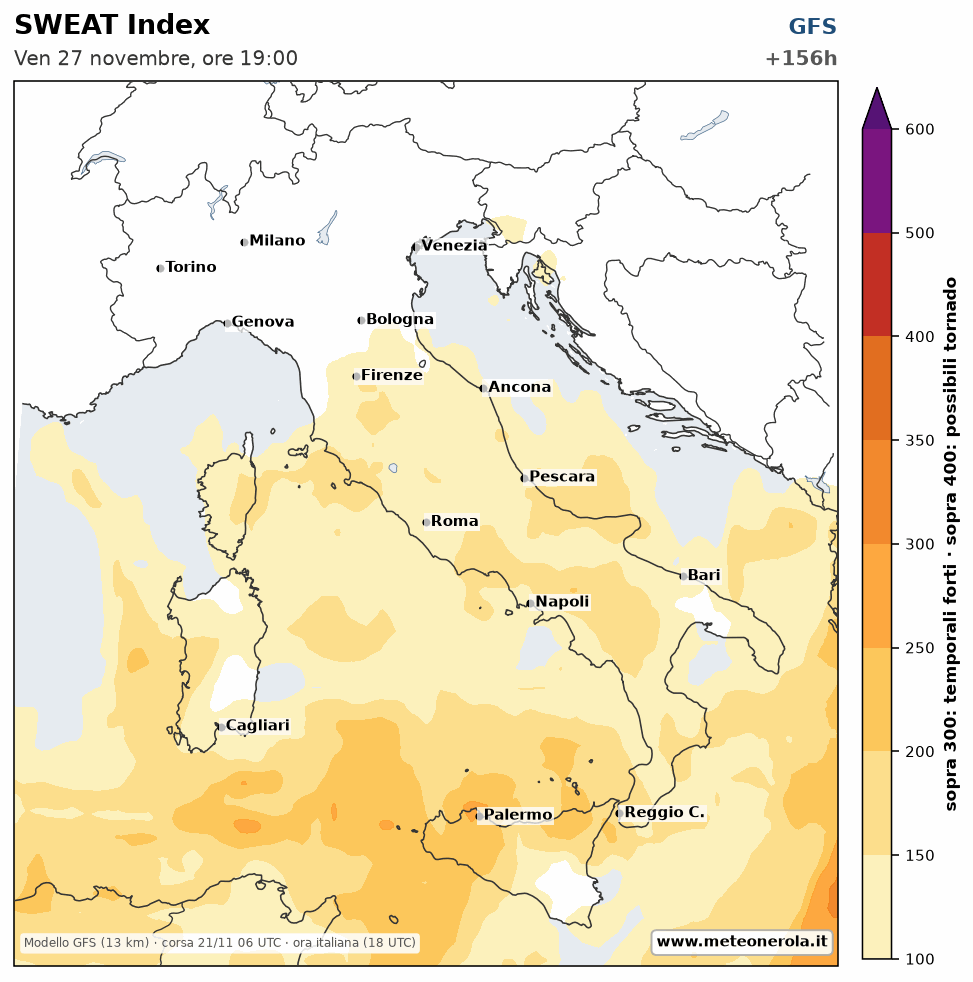 SWEAT Index
GFS
Ven 27 novembre, ore 19:00
+156h
Milano
Venezia
Torino
Genova
Bologna
Firenze
Ancona
Pescara
Roma
Bari
Napoli
Cagliari
Palermo
Reggio C.
600
500
400
350
300
250
200
150
100
sopra 300: temporali forti · sopra 400: possibili tornado
Modello GFS (13 km) · corsa 21/11 06 UTC · ora italiana (18 UTC)
www.meteonerola.it